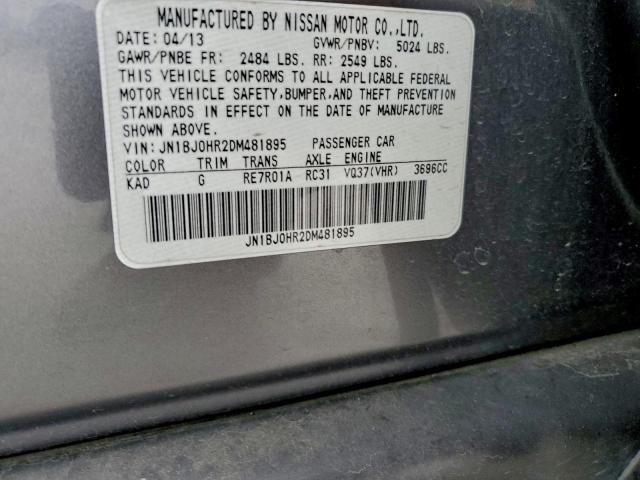 MANUFACTURED BY NISSAN MOTOR CO.,LTD.
DATE: 04/13 GVWR/PNBV: 5024 LBS.
GAWR/PNBE FR: 2484 LBS. RR: 2549 LBS.
THIS VEHICLE CONFORMS TO ALL APPLICABLE FEDERAL
MOTOR VEHICLE SAFETY,BUMPER,AND THEFT PREVENTION
STANDARDS IN EFFECT ON THE DATE OF MANUFACTURE
SHOWN ABOVE.
VIN: JN1BJ0HR2DM481895 PASSENGER CAR
COLOR TRIM TRANS AXLE ENGINE
KAD G RE7R01A RC31 VQ37(VHR) 3696CC
JN1BJ0HR2DM481895